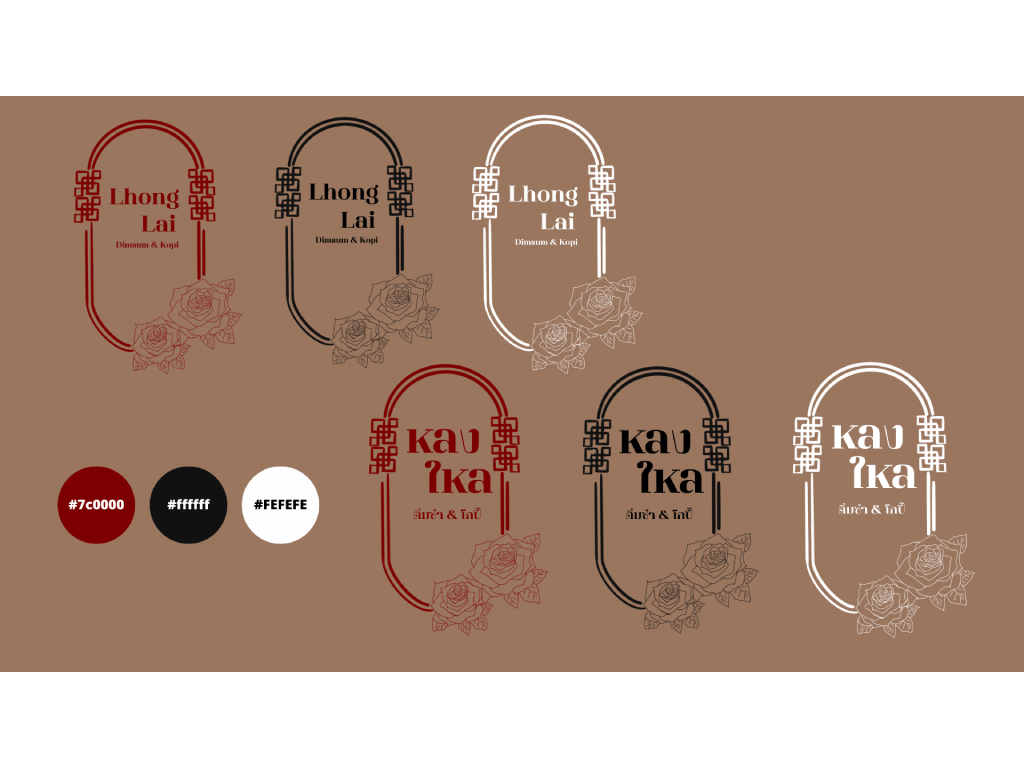 Lhong
Lai
Dimsum & Kopi
Lhong
Lai
Dimsum & Kopi
Lhong
Lai
Dimsum & Kopi
หลง
ใหล
ติ่มซำ & โกปี๊
หลง
ใหล
ติ่มซำ & โกปี๊
หลง
ใหล
ติ่มซำ & โกปี๊
#7c0000
#ffffff
#FEFEFE